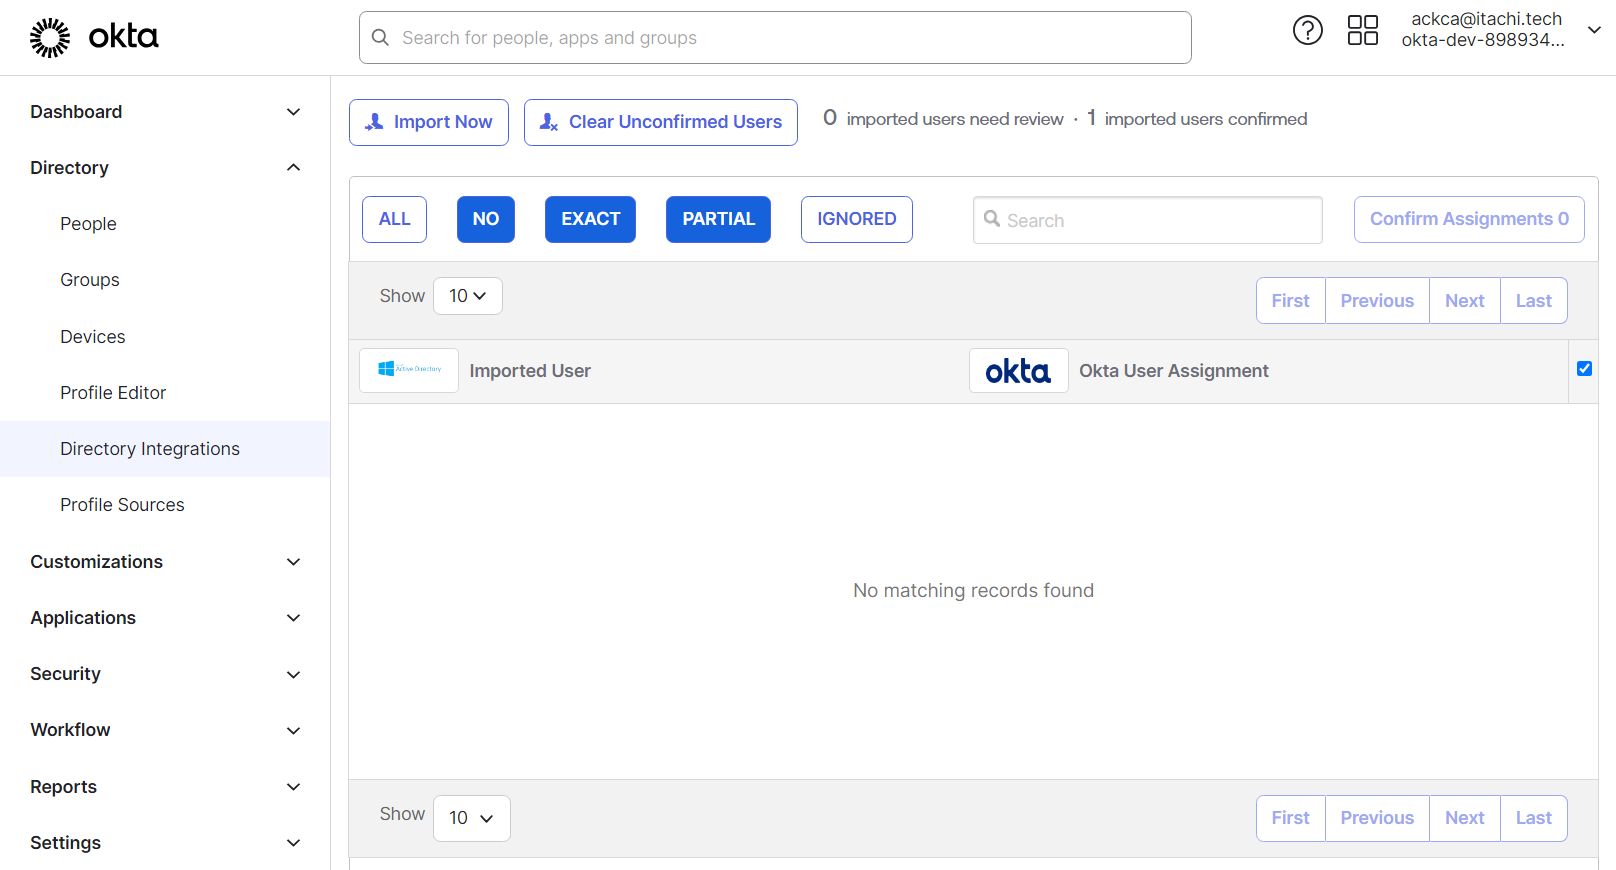 okta
Search for people, apps and groups
ackca@itachi.tech
okta-dev-898934...
Dashboard
Directory
People
Groups
Devices
Profile Editor
Directory Integrations
Profile Sources
Customizations
Applications
Security
Workflow
Reports
Settings
Import Now
Clear Unconfirmed Users
0 imported users need review · 1 imported users confirmed
ALL
NO
EXACT
PARTIAL
IGNORED
Search
Confirm Assignments 0
Show
10
First
Previous
Next
Last
Active Directory
Imported User
okta
Okta User Assignment
No matching records found
Show
10
First
Previous
Next
Last